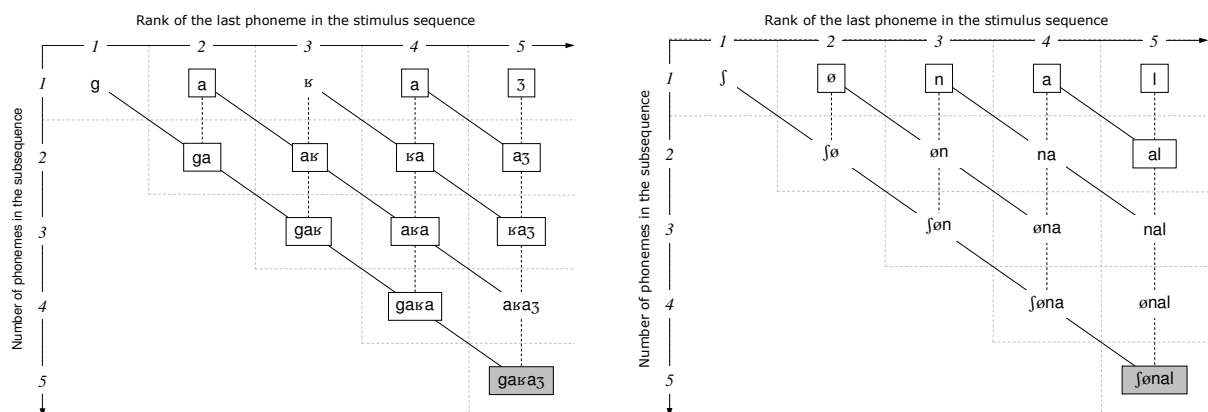 Rank of the last phoneme in the stimulus sequence
1 2 3 4 5
Number of phonemes in the subsequence
1 g a ʁ a ʒ
2 ga aʁ ʁa aʒ
3 gaʁ aʁa ʁaʒ
4 gaʁa aʁaʒ
5 gaʁaʒ
Rank of the last phoneme in the stimulus sequence
1 2 3 4 5
Number of phonemes in the subsequence
1 ʃ ø n a l
2 ʃø øn na al
3 ʃøn øna nal
4 ʃøna ønal
5 ʃønal